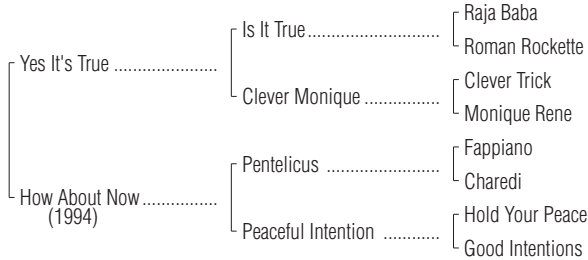 Raja Baba
Is It True
Roman Rockette
Yes It's True
Clever Trick
Clever Monique
Monique Rene
Fappiano
Pentelicus
Charedi
How About Now
(1994)
Hold Your Peace
Peaceful Intention
Good Intentions